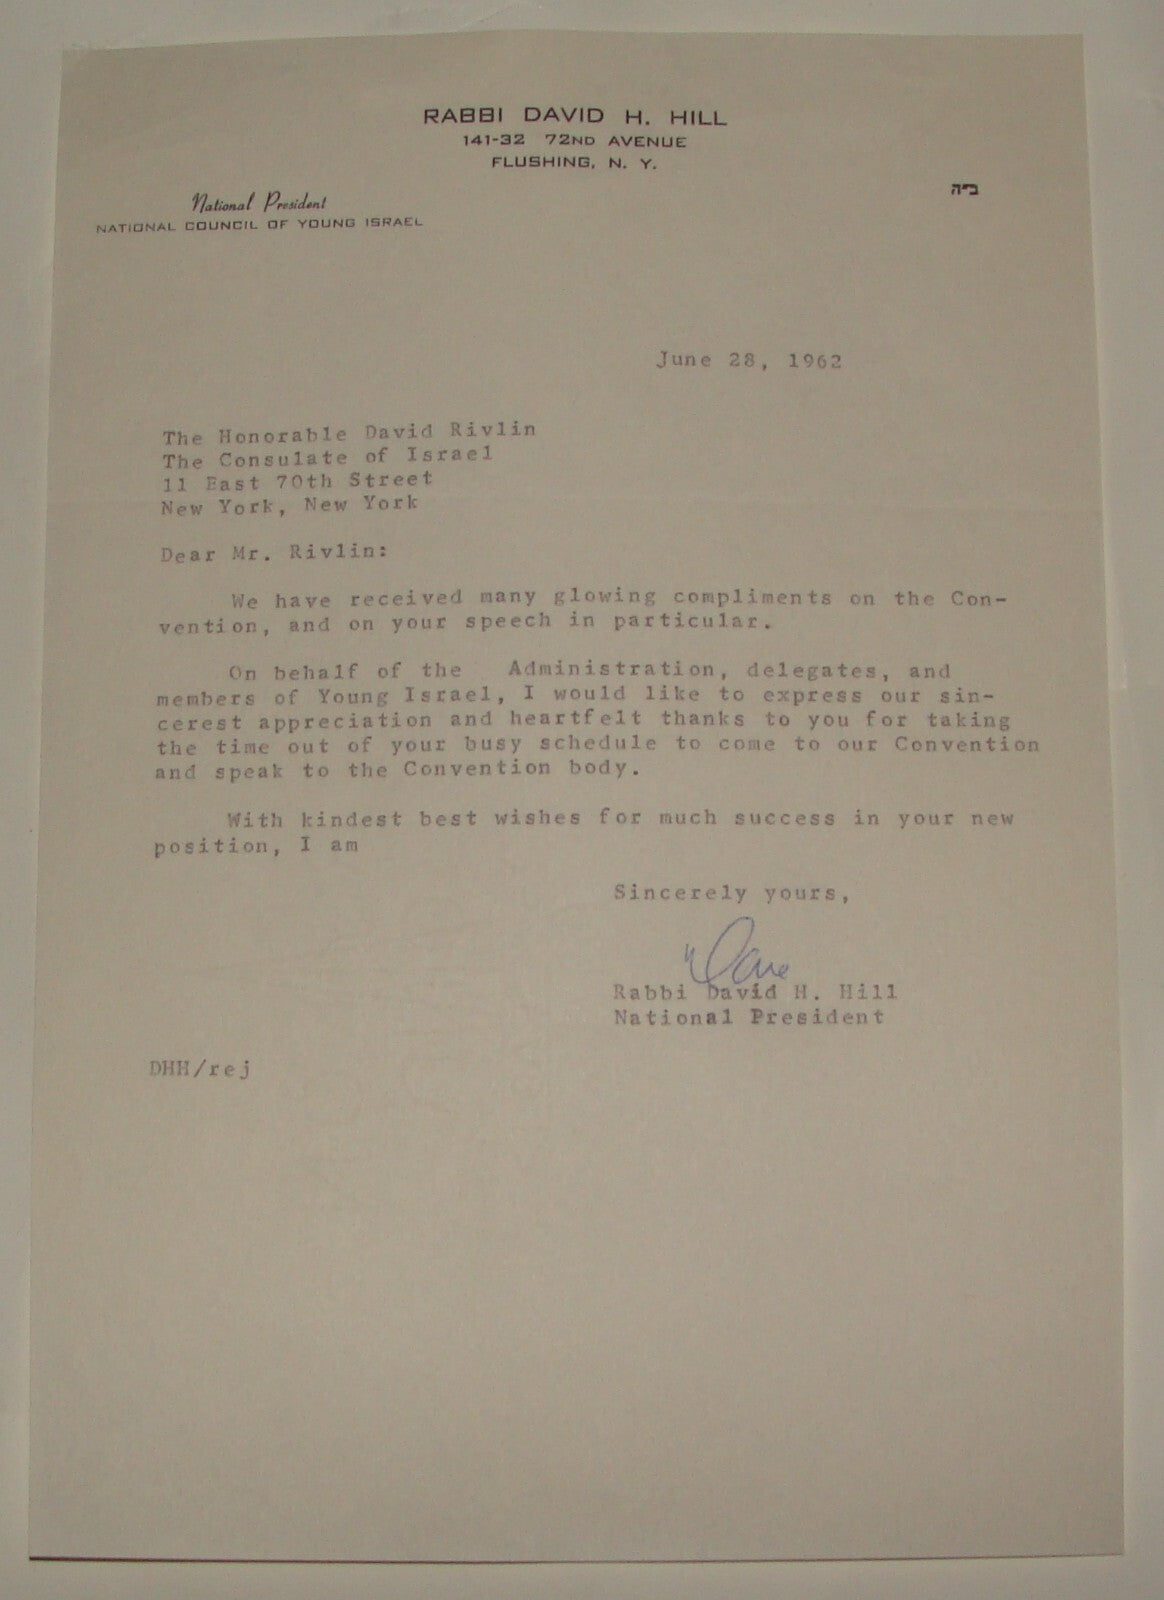 RABBI DAVID H. HILL
141-32 72ND AVENUE
FLUSHING, N. Y.
ב״ה
National President
NATIONAL COUNCIL OF YOUNG ISRAEL
June 28, 1962
The Honorable David Rivlin
The Consulate of Israel
11 East 70th Street
New York, New York
Dear Mr. Rivlin:
We have received many glowing compliments on the Con-
vention, and on your speech in particular.
On behalf of the Administration, delegates, and
members of Young Israel, I would like to express our sin-
cerest appreciation and heartfelt thanks to you for taking
the time out of your busy schedule to come to our Convention
and speak to the Convention body.
With kindest best wishes for much success in your new
position, I am
Sincerely yours,
"Dave
Rabbi David H. Hill
National President
DHH/rej